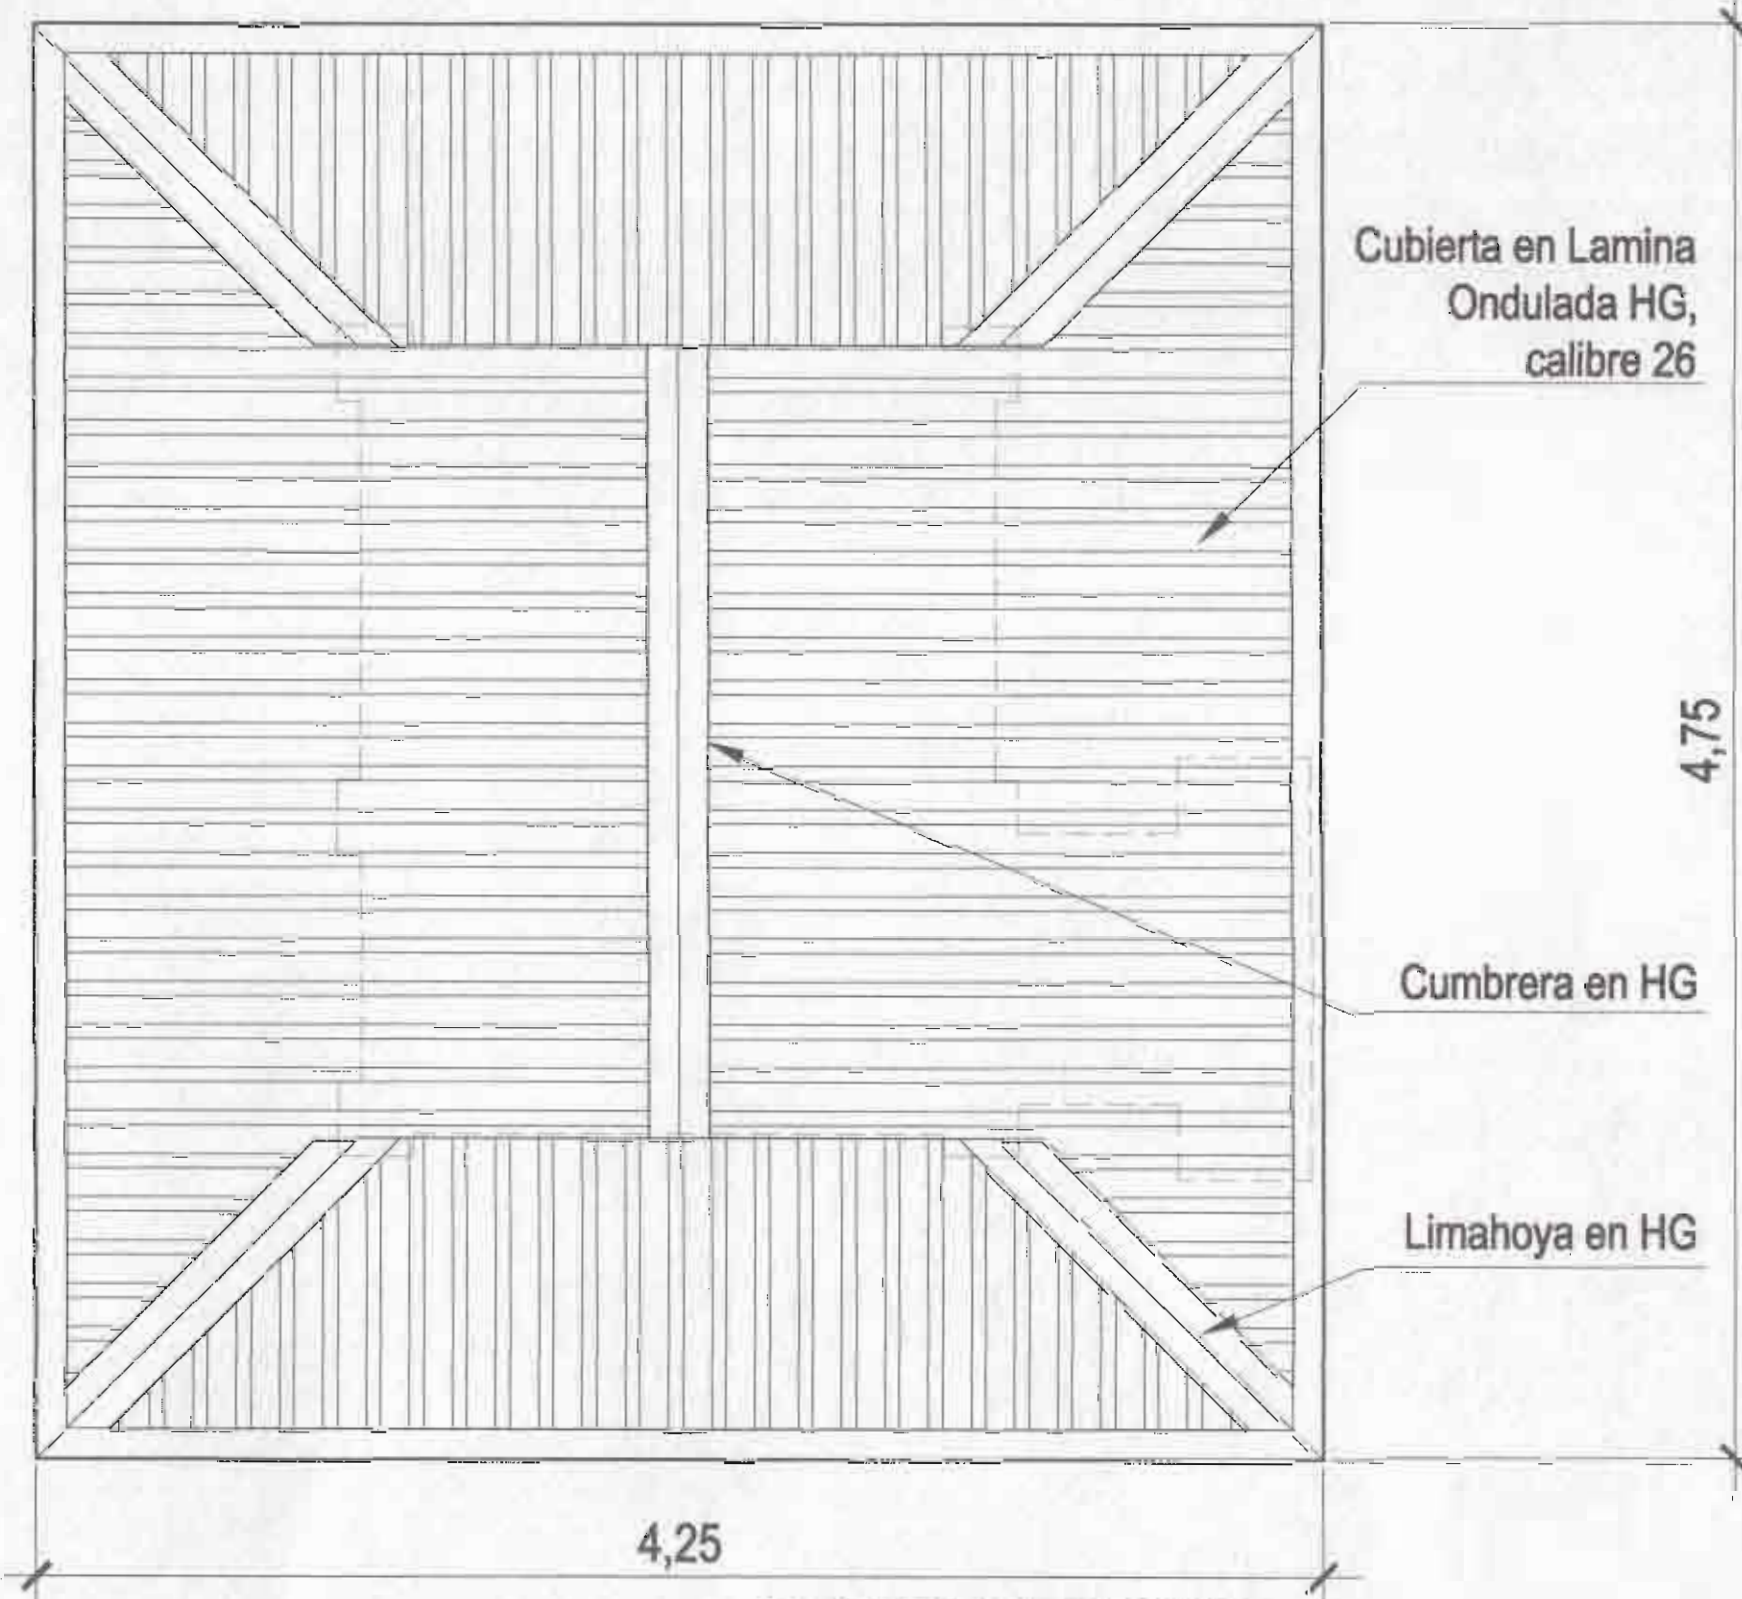 Cubierta en Lamina
Ondulada HG,
calibre 26
4,75
Cumbrera en HG
Limahoya en HG
4,25